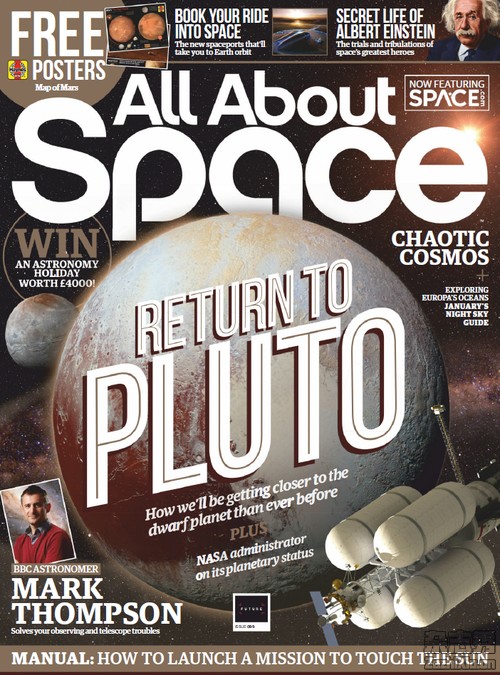 FREE
POSTERS
Map of Mars
BOOK YOUR RIDE
INTO SPACE
The new spaceports that'll
take you to Earth orbit
SECRET LIFE OF
ALBERT EINSTEIN
The trials and tribulations of
space's greatest heroes
All About
Space
NOW FEATURING
SPACE.com
WIN
AN ASTRONOMY
HOLIDAY
WORTH £4000!
CHAOTIC
COSMOS
+
EXPLORING
EUROPA'S OCEANS
JANUARY'S
NIGHT SKY
GUIDE
RETURN TO
PLUTO
How we'll be getting closer to the
dwarf planet than ever before
PLUS
NASA administrator
on its planetary status
BBC ASTRONOMER
MARK
THOMPSON
Solves your observing and telescope troubles
FUTURE
MANUAL: HOW TO LAUNCH A MISSION TO TOUCH THE SUN